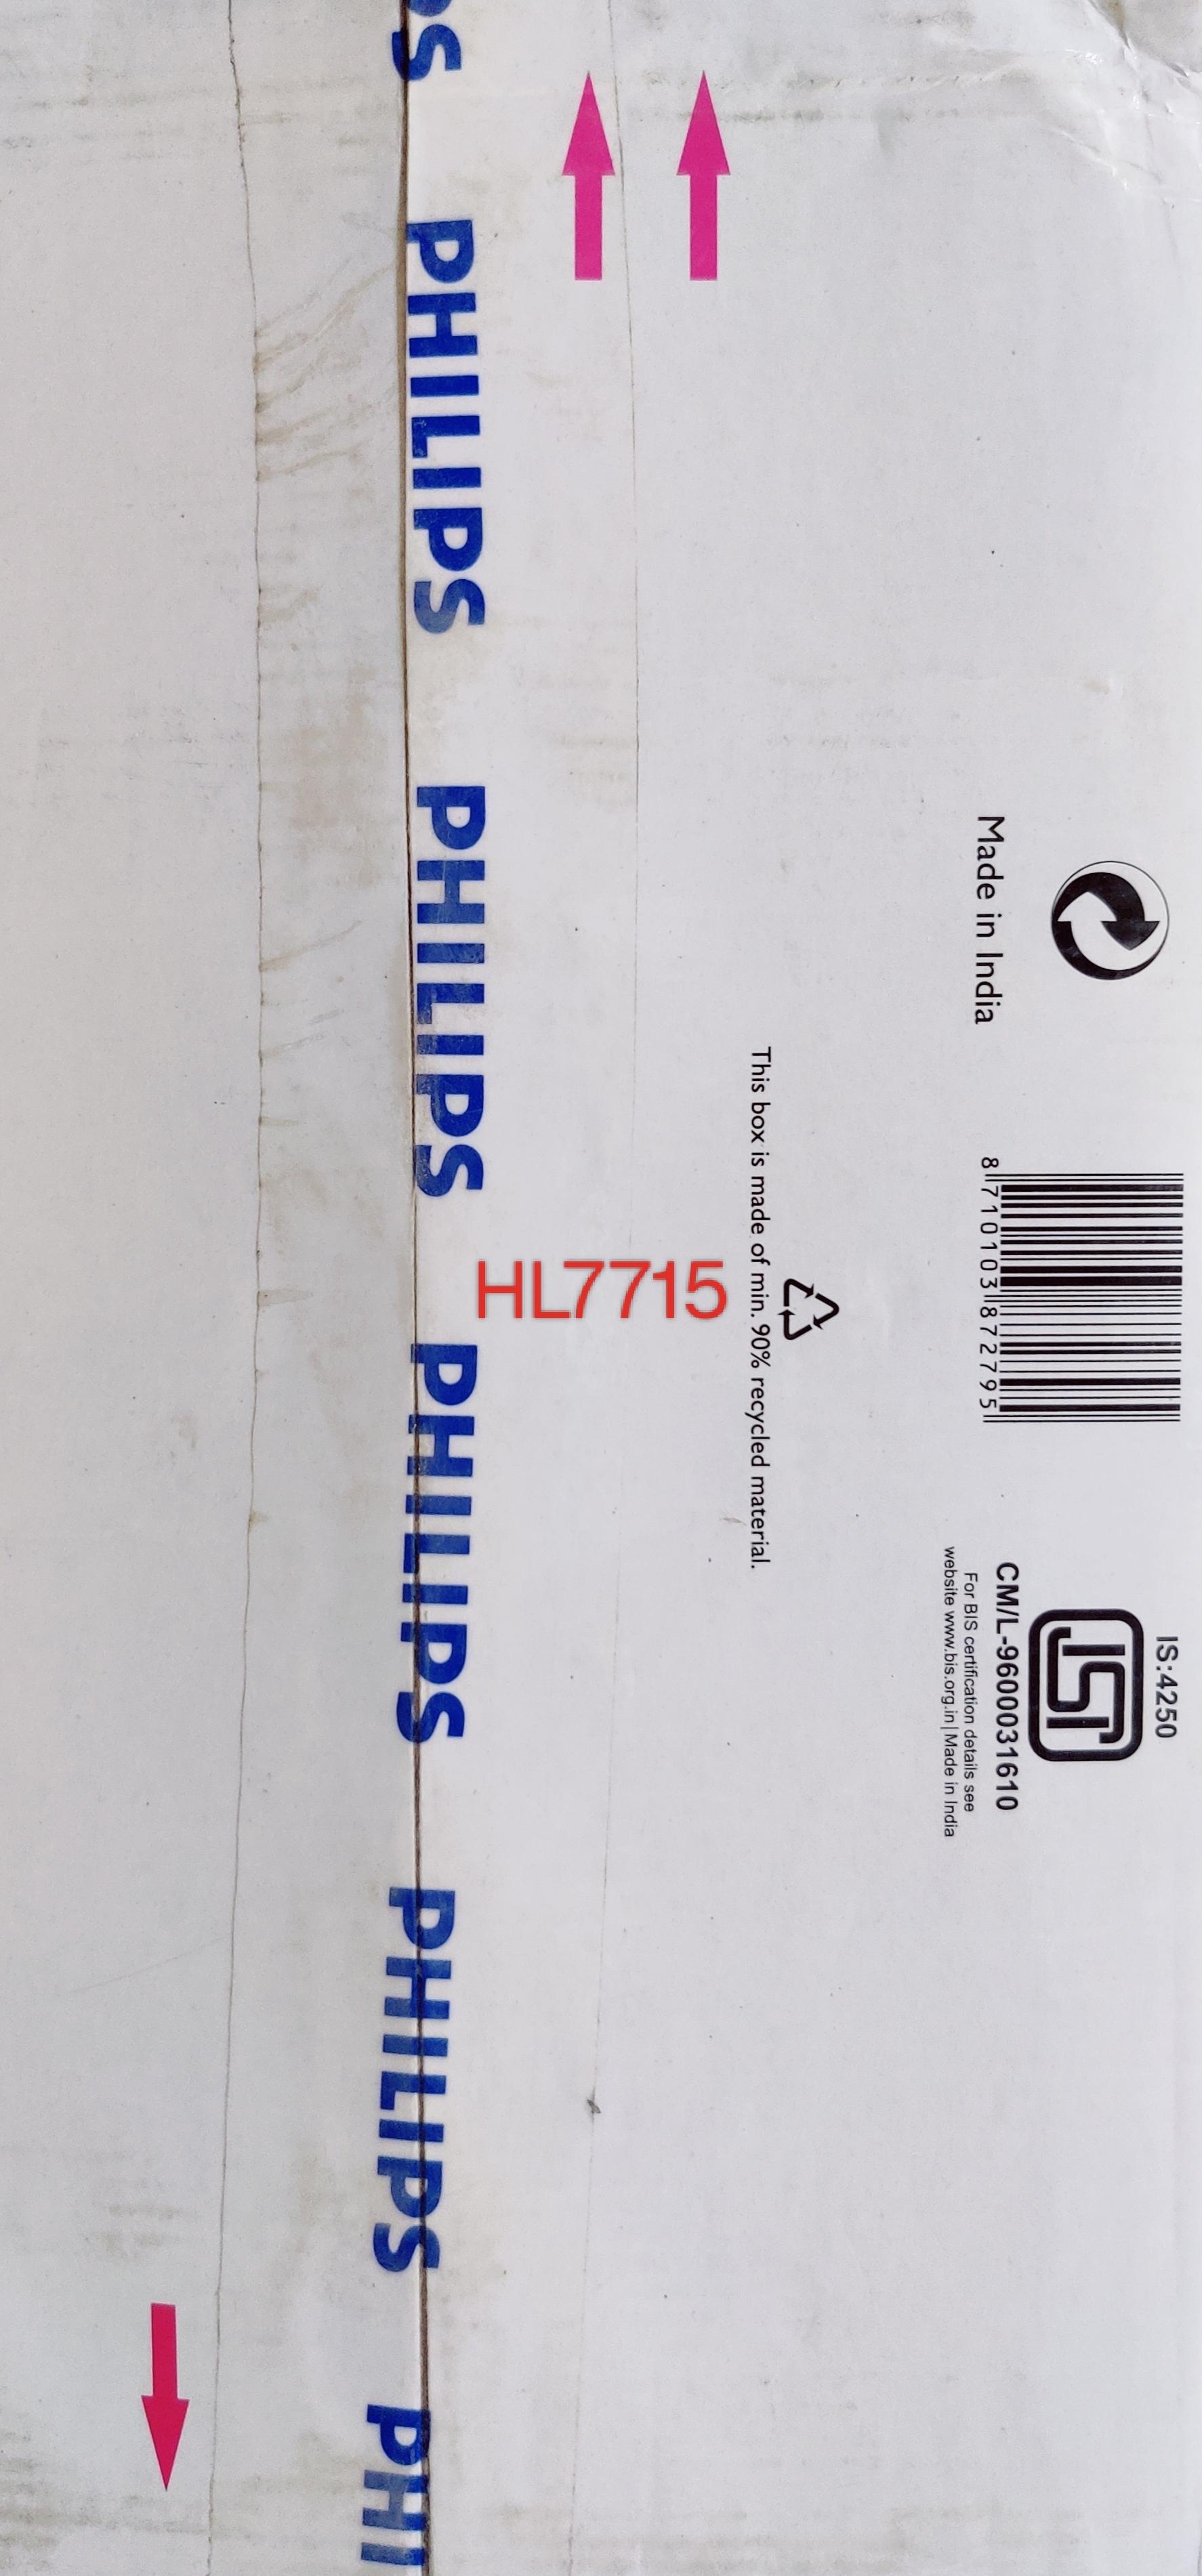 PS
PHILIPS
PHILIPS
PHILIPS
PHILIPS
PHI
HL7715
This box is made of min. 90% recycled material.
Made in India
8 710103 872795
IS:4250
CM/L-9600031610
For BIS certification details see
website www.bis.org.in | Made in India